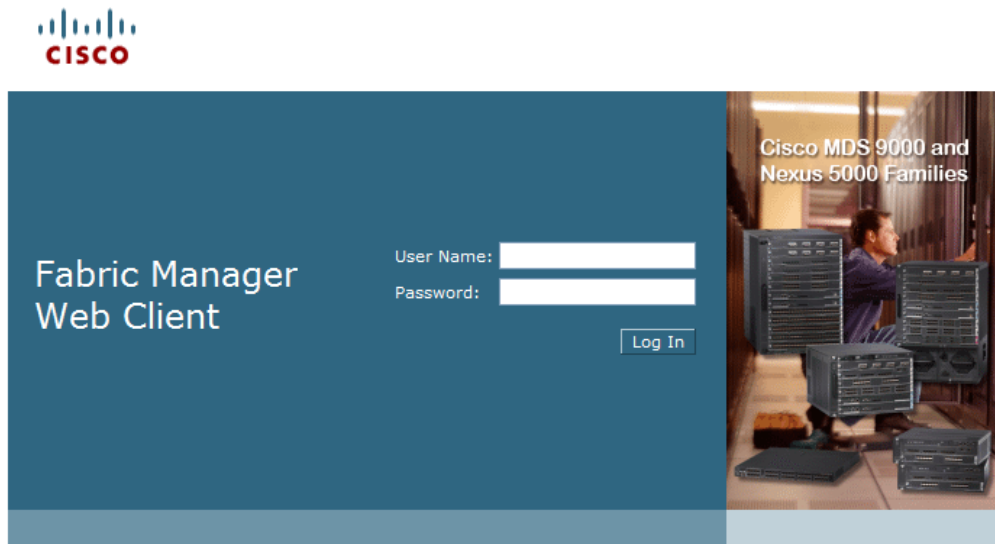 CISCO
Cisco MDS 9000 and
Nexus 5000 Families
Fabric Manager
Web Client
User Name:
Password:
Log In